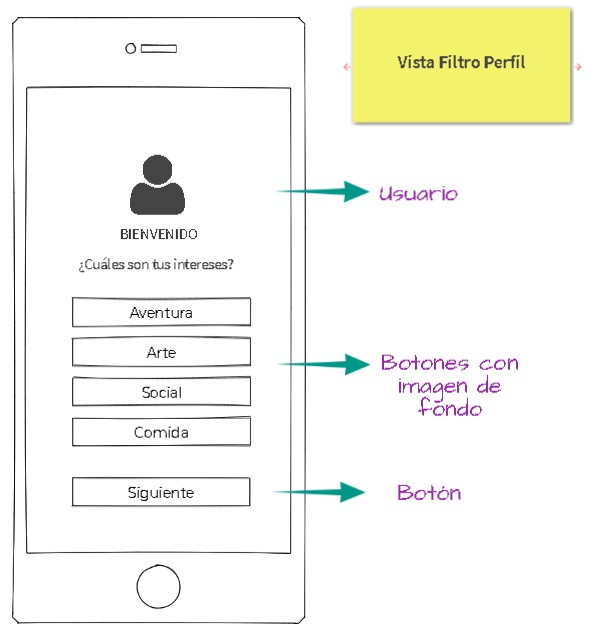 Vista Filtro Perfil
Usuario
BIENVENIDO
¿Cuáles son tus intereses?
Aventura
Arte
Social
Comida
Siguiente
Botones con
imagen de
fondo
Botón